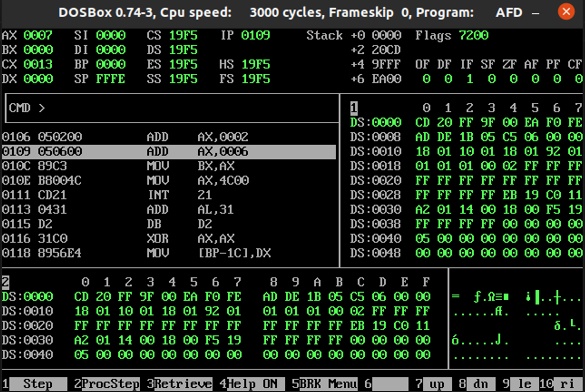 DOSBox 0.74-3, Cpu speed: 3000 cycles, Frameskip 0, Program: AFD
AX 0007 SI 0000 CS 19F5 IP 0109 Stack +0 0000 Flags 7200
BX 0000 DI 0000 DS 19F5 +2 20CD
CX 0013 BP 0000 ES 19F5 HS 19F5 +4 9FFF OF DF IF SF ZF AF PF CF
DX 0000 SP FFFE SS 19F5 FS 19F5 +6 EA00 0 0 1 0 0 0 0 0
CMD >
1 0 1 2 3 4 5 6 7
DS:0000 CD 20 FF 9F 00 EA F0 FE
0106 050200 ADD AX,0002 DS:0008 AD DE 1B 05 C5 06 00 00
0109 050600 ADD AX,0006 DS:0010 18 01 10 01 18 01 92 01
010C 89C3 MOV BX,AX DS:0018 01 01 01 00 02 FF FF FF
010E B8004C MOV AX,4C00 DS:0020 FF FF FF FF FF FF FF FF
0111 CD21 INT 21 DS:0028 FF FF FF FF EB 19 C0 11
0113 0431 ADD AL,31 DS:0030 A2 01 14 00 18 00 F5 19
0115 D2 DB D2 DS:0038 FF FF FF FF 00 00 00 00
0116 31C0 XOR AX,AX DS:0040 05 00 00 00 00 00 00 00
0118 8956E4 MOV [BP-1C],DX DS:0048 00 00 00 00 00 00 00 00
2 0 1 2 3 4 5 6 7 8 9 A B C D E F
DS:0000 CD 20 FF 9F 00 EA F0 FE AD DE 1B 05 C5 06 00 00
DS:0010 18 01 10 01 18 01 92 01 01 01 01 00 02 FF FF FF
DS:0020 FF FF FF FF FF FF FF FF FF FF FF FF EB 19 C0 11
DS:0030 A2 01 14 00 18 00 F5 19 FF FF FF FF 00 00 00 00
DS:0040 05 00 00 00 00 00 00 00 00 00 00 00 00 00 00 00
1 Step 2ProcStep 3Retrieve 4Help ON 5BRK Menu 6 7 up 8 dn 9 le 10 ri